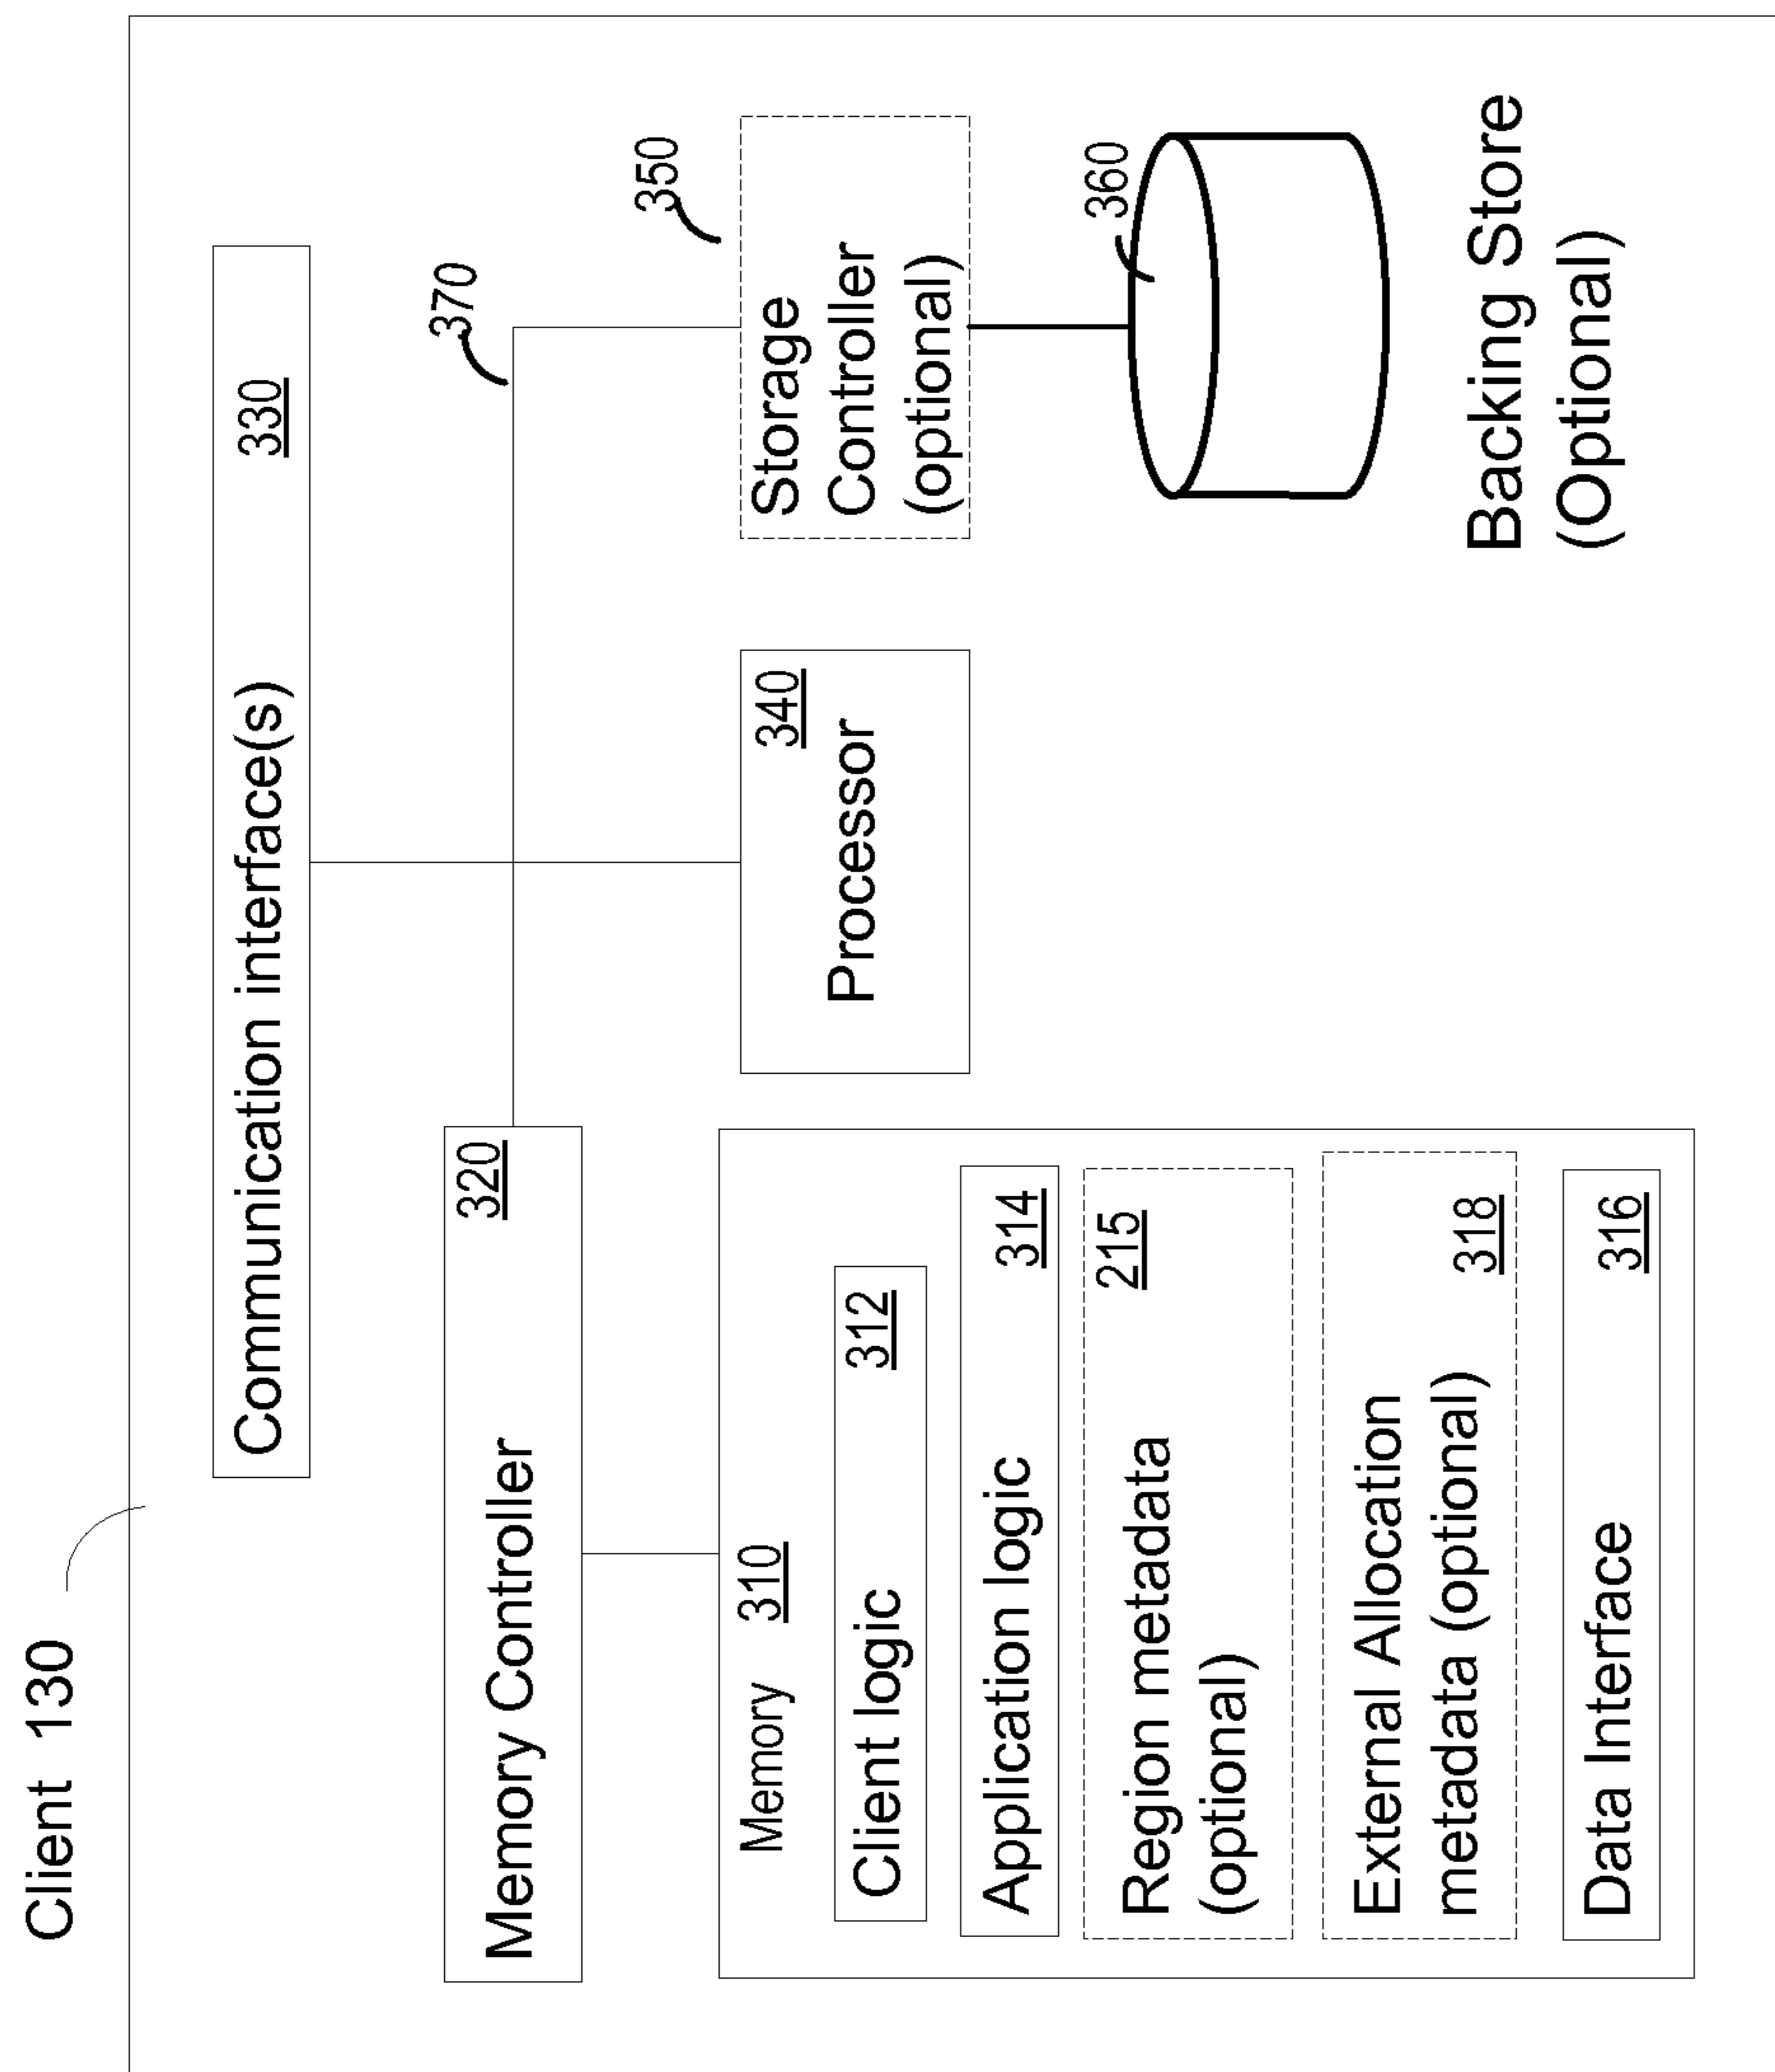 Client 130
Communication interface(s) 330
370
Memory Controller 320
350
Storage
Controller
(optional)
340
Processor
360
Backing Store
(Optional)
Memory 310
Client logic 312
Application logic 314
Region metadata 215
(optional)
External Allocation
metadata (optional) 318
Data Interface 316